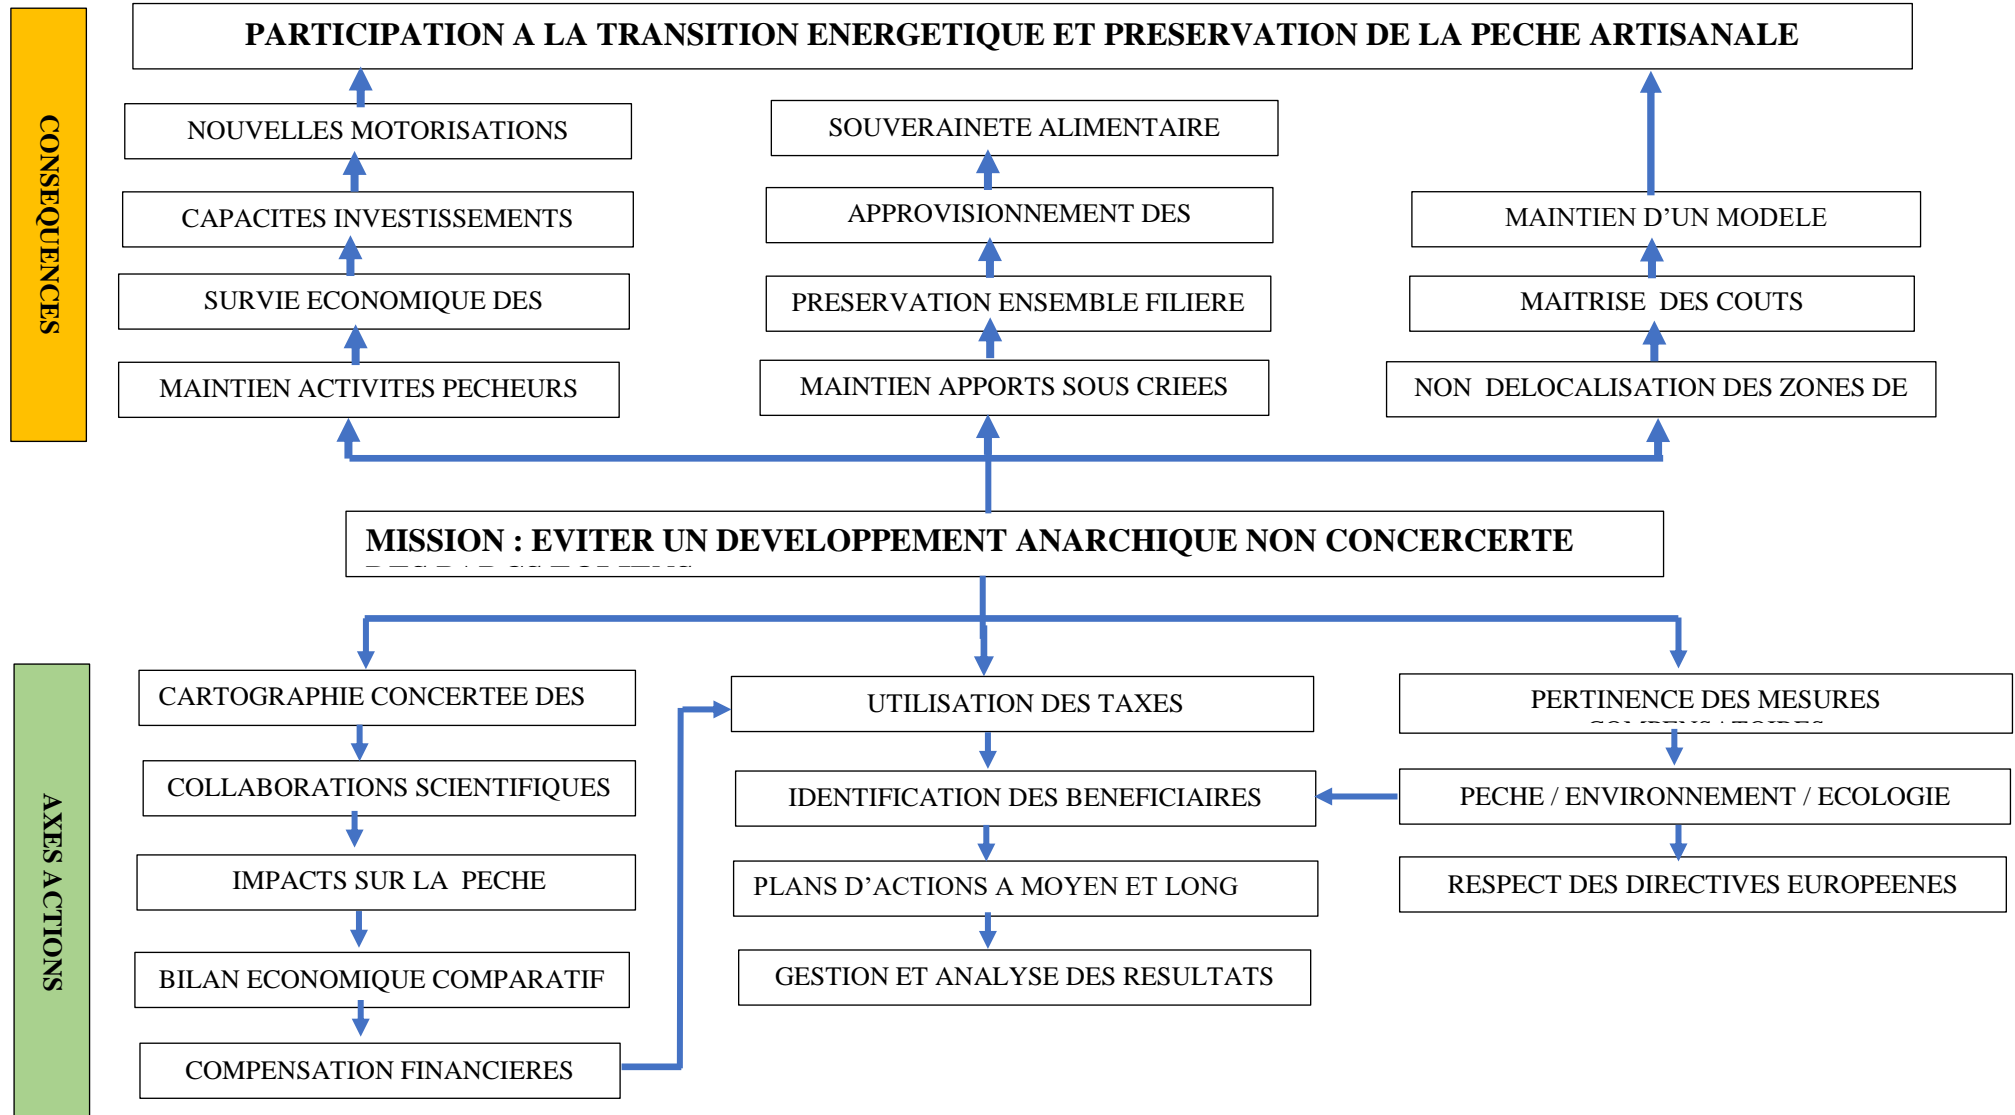 PARTICIPATION A LA TRANSITION ENERGETIQUE ET PRESERVATION DE LA PECHE ARTISANALE
CONSEQUENCES
NOUVELLES MOTORISATIONS
SOUVERAINETE ALIMENTAIRE
CAPACITES INVESTISSEMENTS
APPROVISIONNEMENT DES
MAINTIEN D’UN MODELE
SURVIE ECONOMIQUE DES
PRESERVATION ENSEMBLE FILIERE
MAITRISE DES COUTS
MAINTIEN ACTIVITES PECHEURS
MAINTIEN APPORTS SOUS CRIEES
NON DELOCALISATION DES ZONES DE
MISSION : EVITER UN DEVELOPPEMENT ANARCHIQUE NON CONCERCERTE
AXES ACTIONS
CARTOGRAPHIE CONCERTEE DES
UTILISATION DES TAXES
PERTINENCE DES MESURES
COLLABORATIONS SCIENTIFIQUES
IDENTIFICATION DES BENEFICIAIRES
PECHE / ENVIRONNEMENT / ECOLOGIE
IMPACTS SUR LA PECHE
PLANS D’ACTIONS A MOYEN ET LONG
RESPECT DES DIRECTIVES EUROPEENES
BILAN ECONOMIQUE COMPARATIF
GESTION ET ANALYSE DES RESULTATS
COMPENSATION FINANCIERES